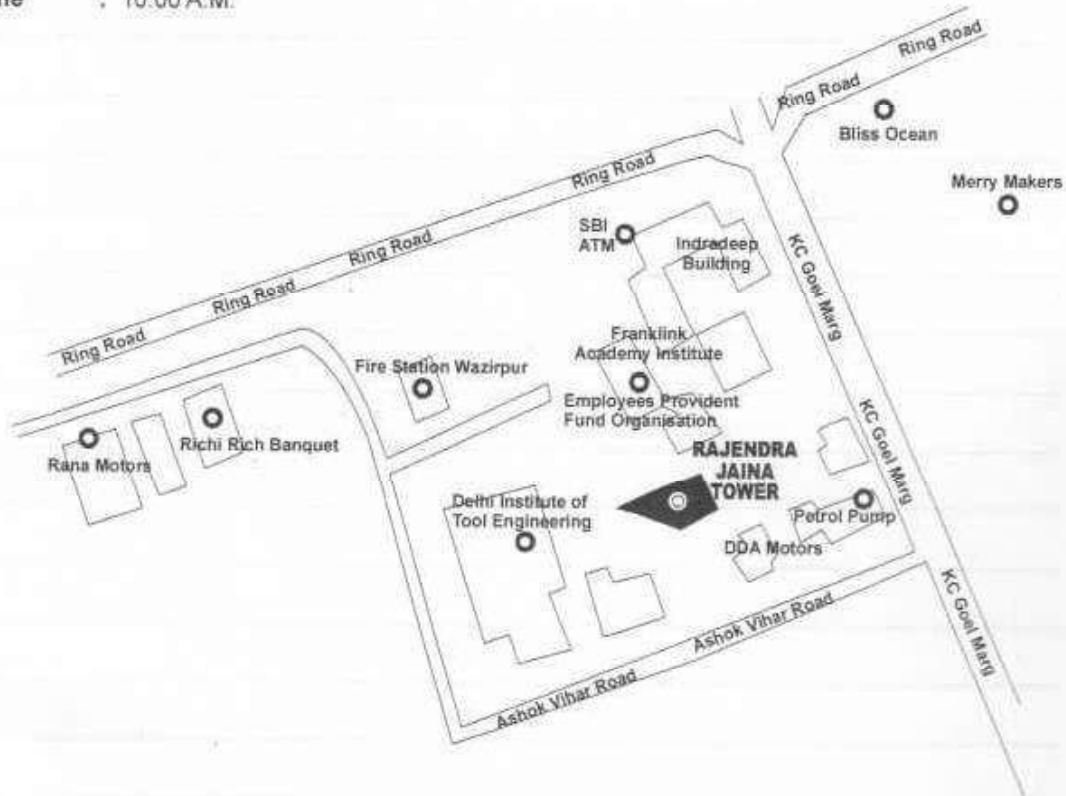 : 10:00 A.M.
Ring Road
Ring Road
Bliss Ocean
Ring Road
Merry Makers
SBI
ATM
Indradeep
Building
KC Goel Marg
Ring Road
Ring Road
Ring Road
Franklink
Academy Institute
Fire Station Wazirpur
Employees Provident
Fund Organisation
KC Goel Marg
Richi Rich Banquet
Rana Motors
RAJENDRA
JAINA
TOWER
Delhi Institute of
Tool Engineering
Petrol Pump
DDA Motors
KC Goel Marg
Ashok Vihar Road
Ashok Vihar Road